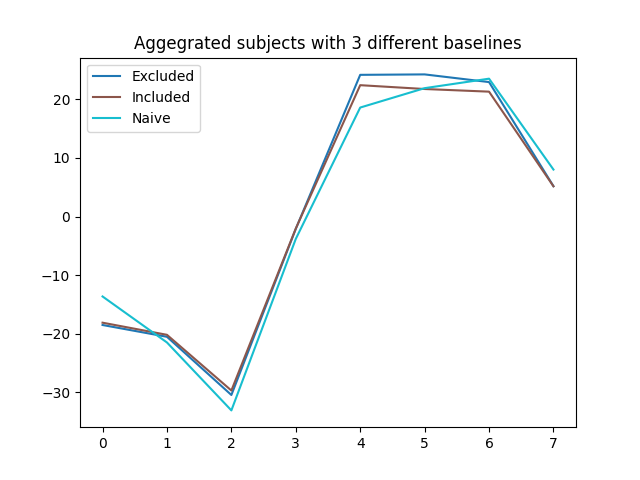 Aggegrated subjects with 3 different baselines
Excluded
Included
Naive
20
10
0
−10
−20
−30
0 1 2 3 4 5 6 7